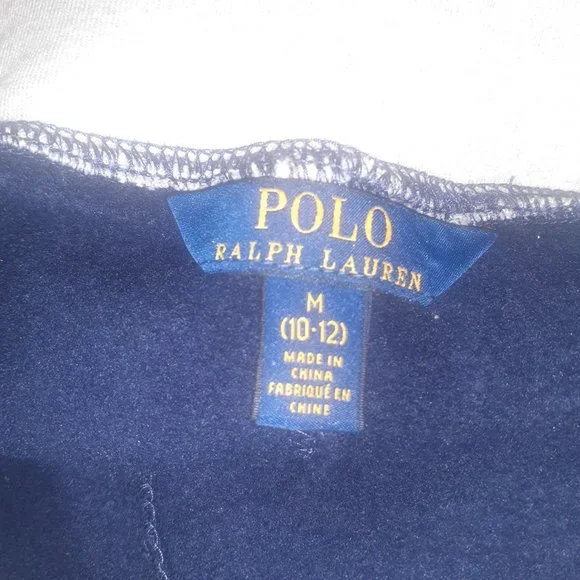 POLO
RALPH LAUREN
M
(10-12)
MADE IN
CHINA
FABRIQUÉ EN
CHINE